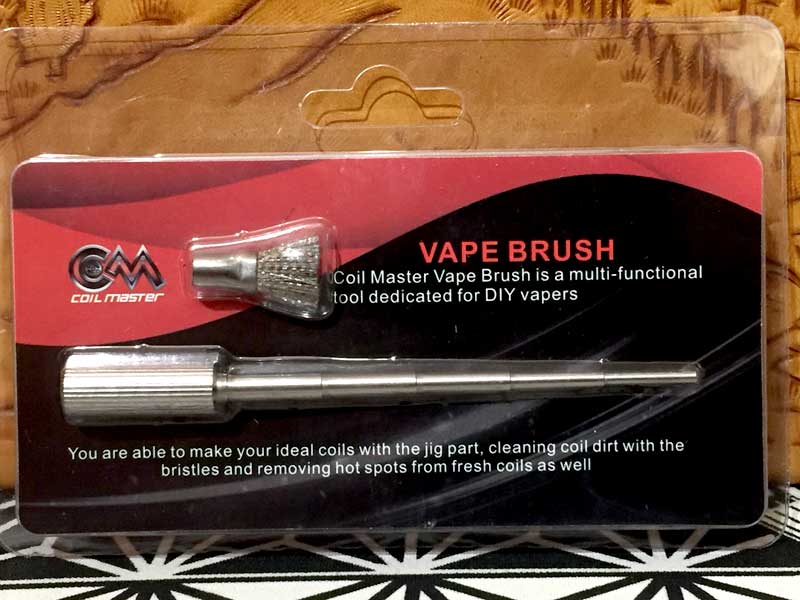 CM
COIL MASTER
VAPE BRUSH
Coil Master Vape Brush is a multi-functional
tool dedicated for DIY vapers
You are able to make your ideal coils with the jig part, cleaning coil dirt with the
bristles and removing hot spots from fresh coils as well